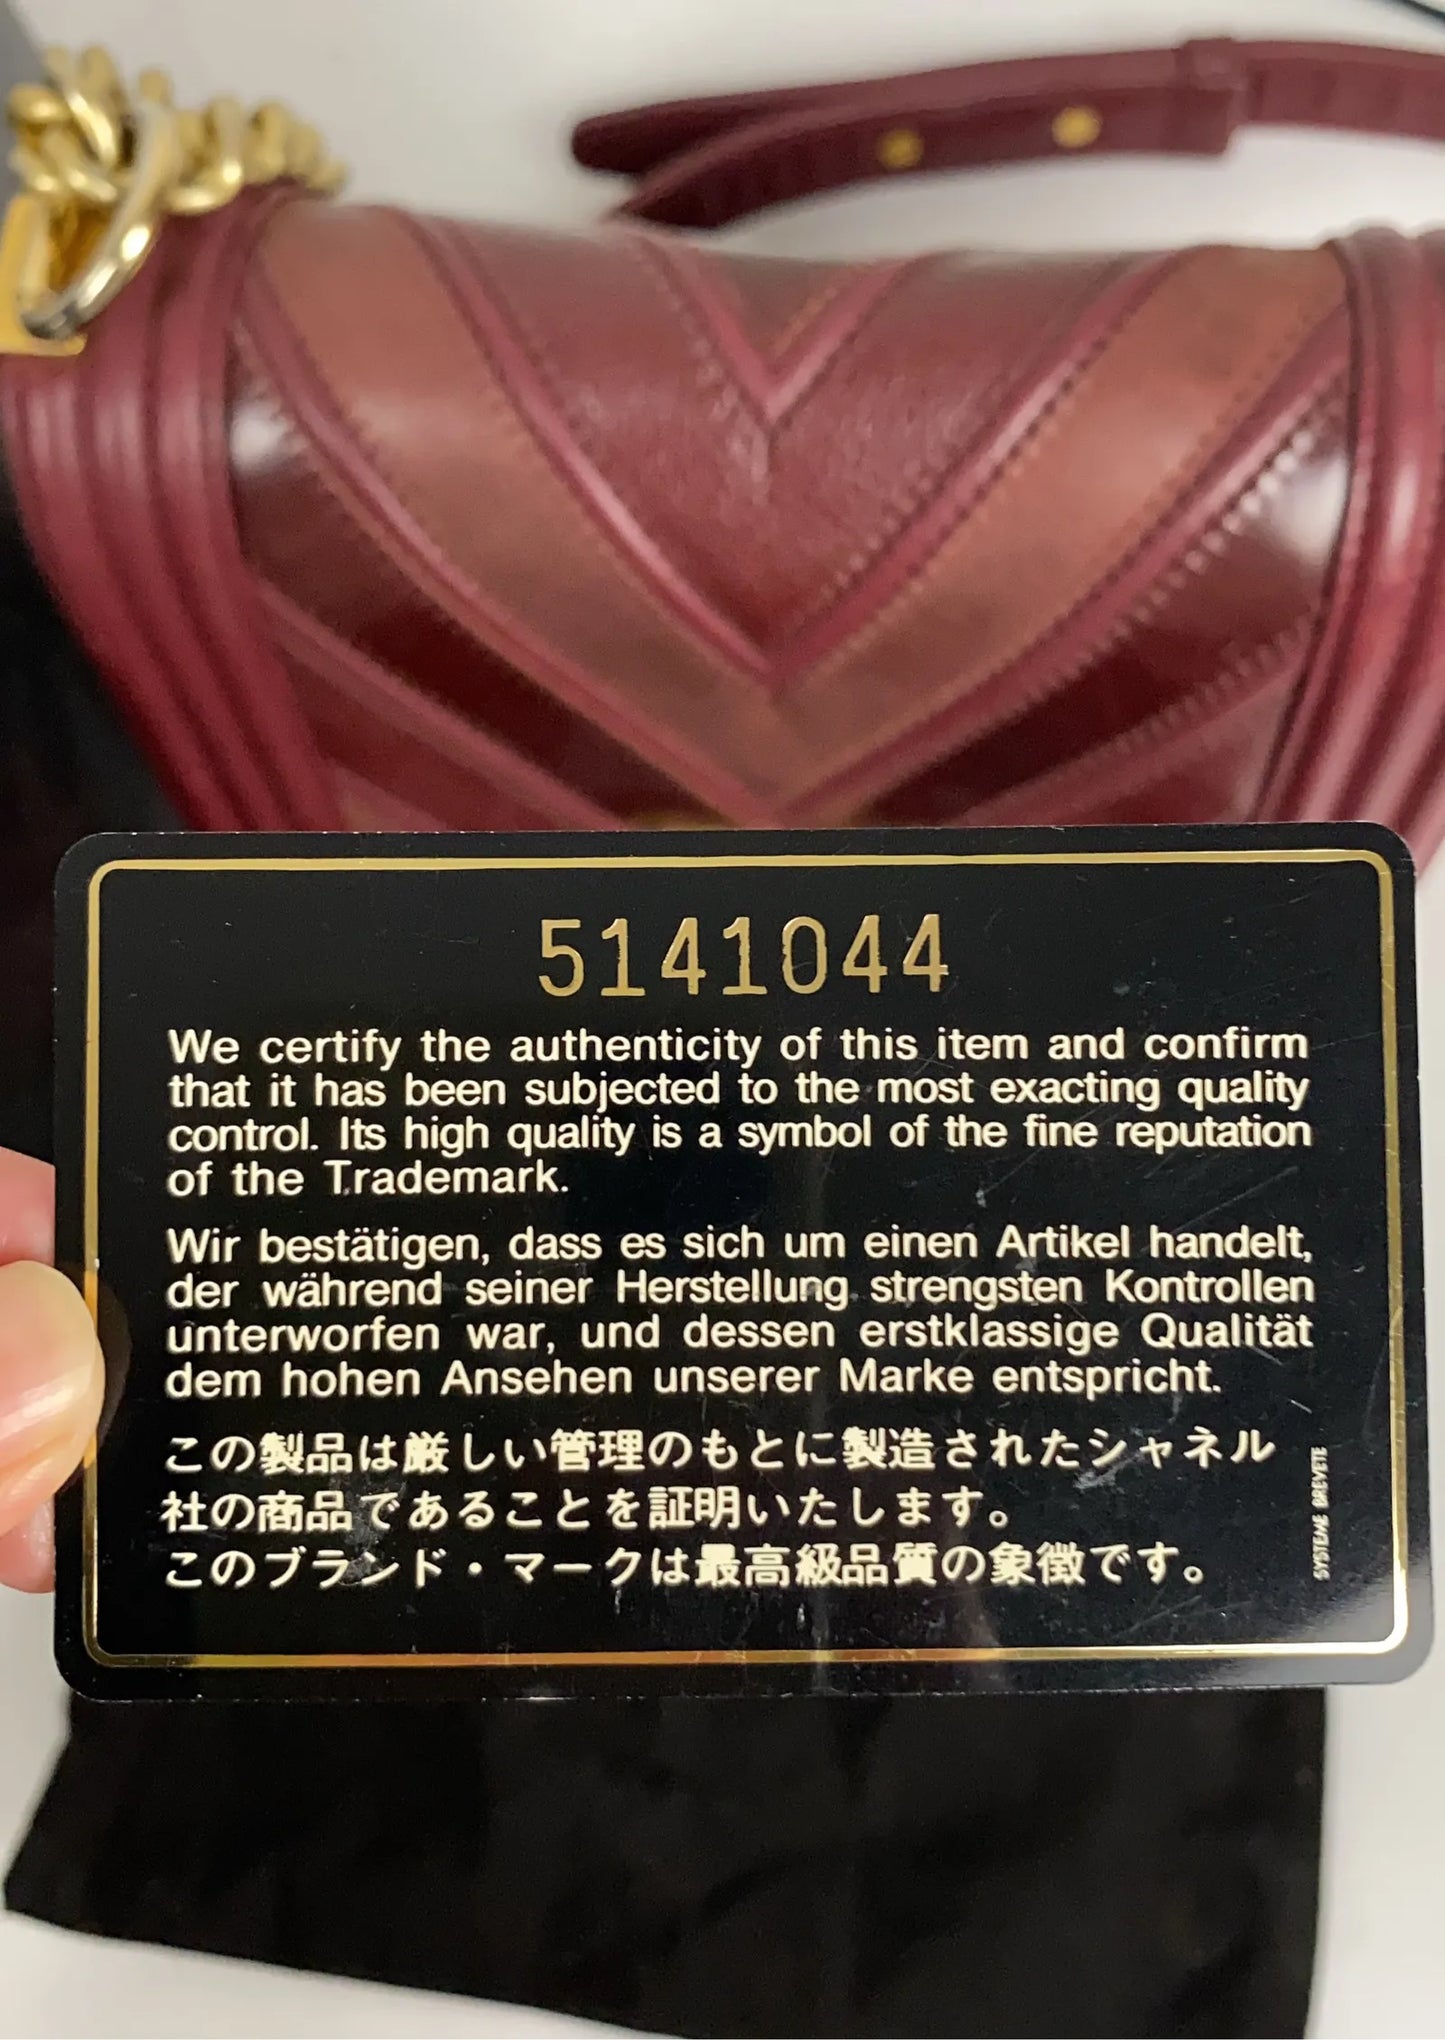 5141044
We certify the authenticity of this item and confirm
that it has been subjected to the most exacting quality
control. Its high quality is a symbol of the fine reputation
of the Trademark.
Wir bestätigen, dass es sich um einen Artikel handelt,
der während seiner Herstellung strengsten Kontrollen
unterworfen war, und dessen erstklassige Qualität
dem hohen Ansehen unserer Marke entspricht.
この製品は厳しい管理のもとに製造されたシャネル
社の商品であることを証明いたします。
このブランド・マークは最高級品質の象徴です。
SYSTEME BREVETE